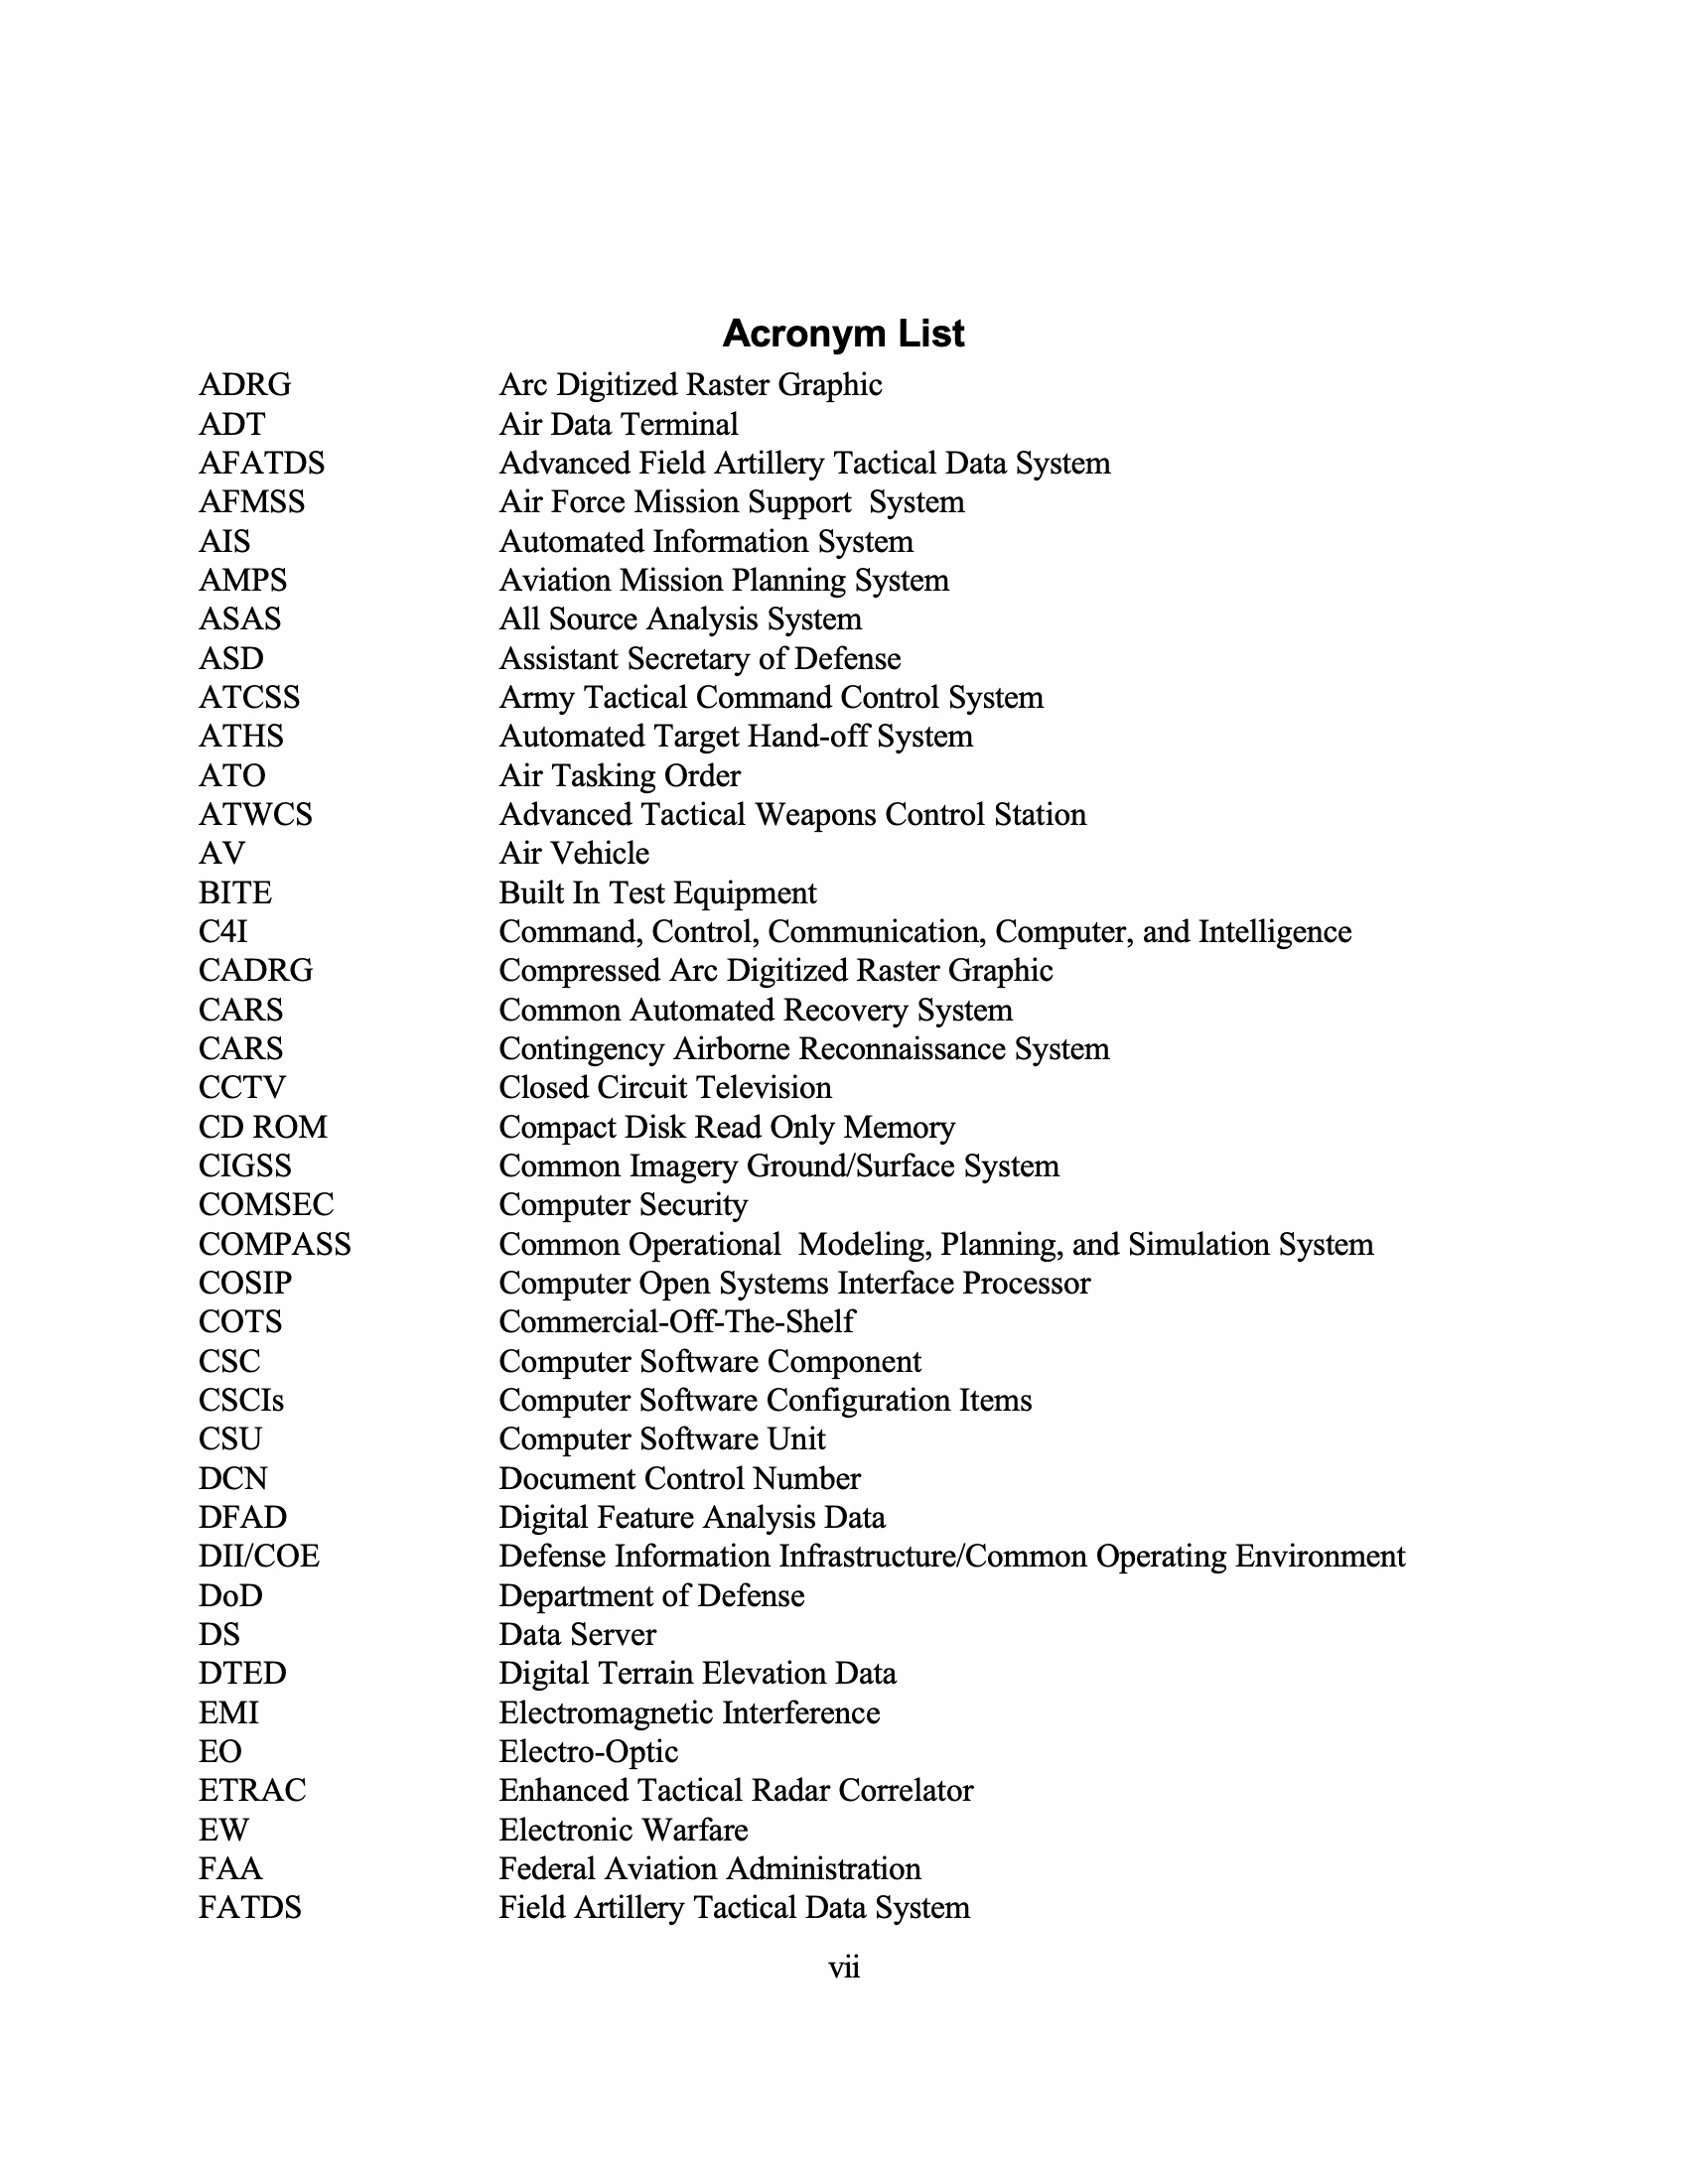 Acronym List
ADRG Arc Digitized Raster Graphic
ADT Air Data Terminal
AFATDS Advanced Field Artillery Tactical Data System
AFMSS Air Force Mission Support  System
AIS Automated Information System
AMPS Aviation Mission Planning System
ASAS All Source Analysis System
ASD Assistant Secretary of Defense
ATCSS Army Tactical Command Control System
ATHS Automated Target Hand-off System
ATO Air Tasking Order
ATWCS Advanced Tactical Weapons Control Station
AV Air Vehicle
BITE Built In Test Equipment
C4I Command, Control, Communication, Computer, and Intelligence
CADRG Compressed Arc Digitized Raster Graphic
CARS Common Automated Recovery System
CARS Contingency Airborne Reconnaissance System
CCTV Closed Circuit Television
CD ROM Compact Disk Read Only Memory
CIGSS Common Imagery Ground/Surface System
COMSEC Computer Security
COMPASS Common Operational  Modeling, Planning, and Simulation System
COSIP Computer Open Systems Interface Processor
COTS Commercial-Off-The-Shelf
CSC Computer Software Component
CSCIs Computer Software Configuration Items
CSU Computer Software Unit
DCN Document Control Number
DFAD Digital Feature Analysis Data
DII/COE Defense Information Infrastructure/Common Operating Environment
DoD Department of Defense
DS Data Server
DTED Digital Terrain Elevation Data
EMI Electromagnetic Interference
EO Electro-Optic
ETRAC Enhanced Tactical Radar Correlator
EW Electronic Warfare
FAA Federal Aviation Administration
FATDS Field Artillery Tactical Data System
vii